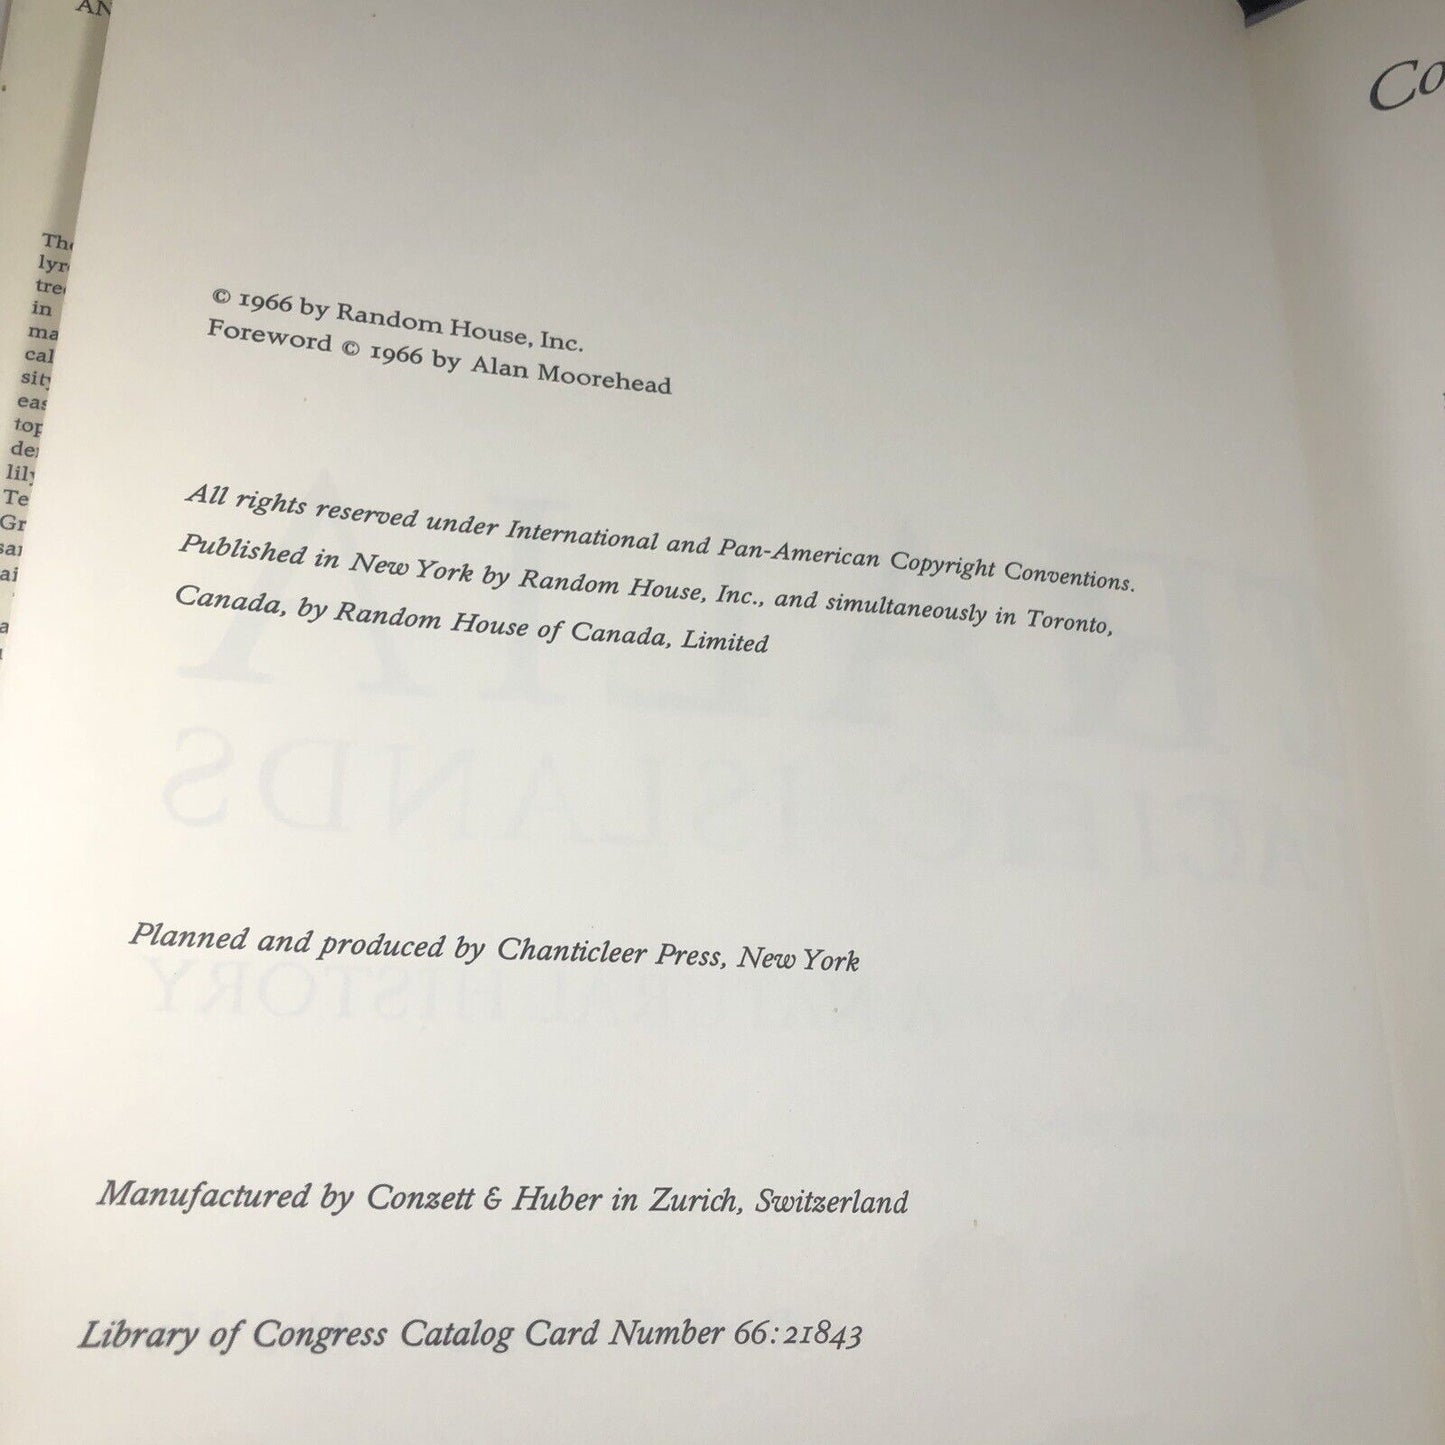 AN
© 1966 by Random House, Inc.
Foreword © 1966 by Alan Moorehead
All rights reserved under International and Pan-American Copyright Conventions.
Published in New York by Random House, Inc., and simultaneously in Toronto,
Canada, by Random House of Canada, Limited
Planned and produced by Chanticleer Press, New York
Manufactured by Conzett & Huber in Zurich, Switzerland
Library of Congress Catalog Card Number 66:21843
Co